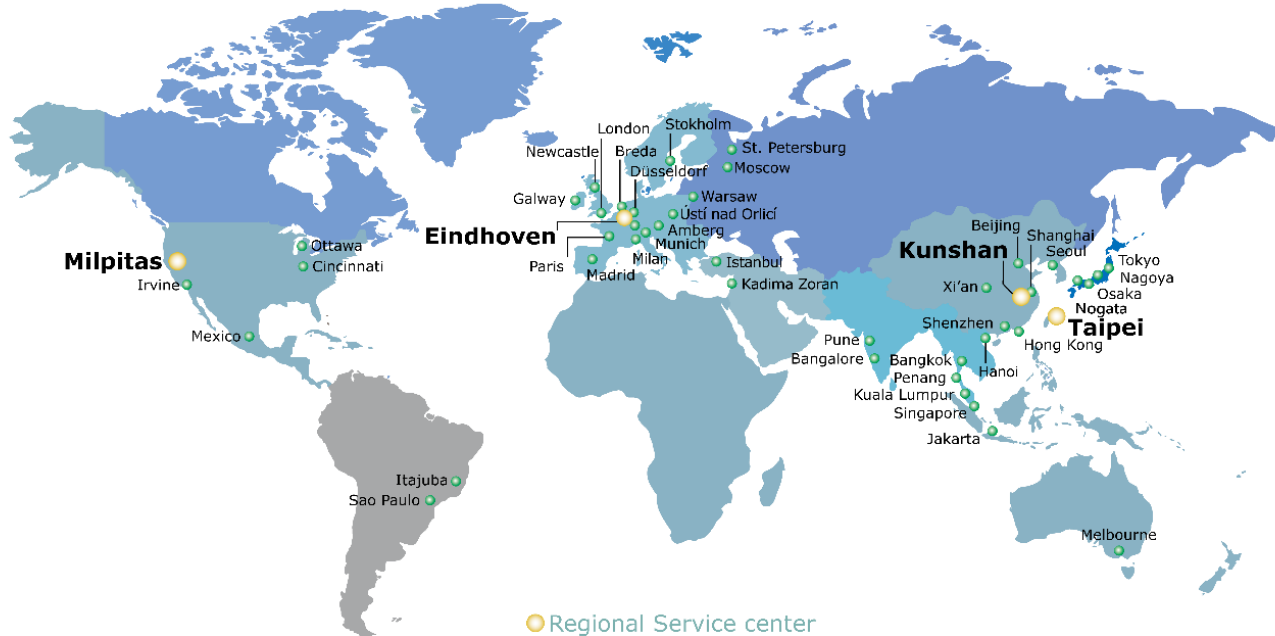 London
Stokholm
Newcastle
Breda
St. Petersburg
Düsseldorf
Moscow
Galway
Warsaw
Ústí nad Orlicí
Eindhoven
Amberg
Munich
Paris
Milan
Istanbul
Madrid
Kadima Zoran
Ottawa
Milpitas
Cincinnati
Irvine
Mexico
Beijing
Shanghai
Kunshan
Seoul
Tokyo
Nagoya
Xi'an
Osaka
Nogata
Shenzhen
Taipei
Pune
Hong Kong
Bangalore
Bangkok
Hanoi
Penang
Kuala Lumpur
Singapore
Jakarta
Itajuba
Sao Paulo
Melbourne
Regional Service center